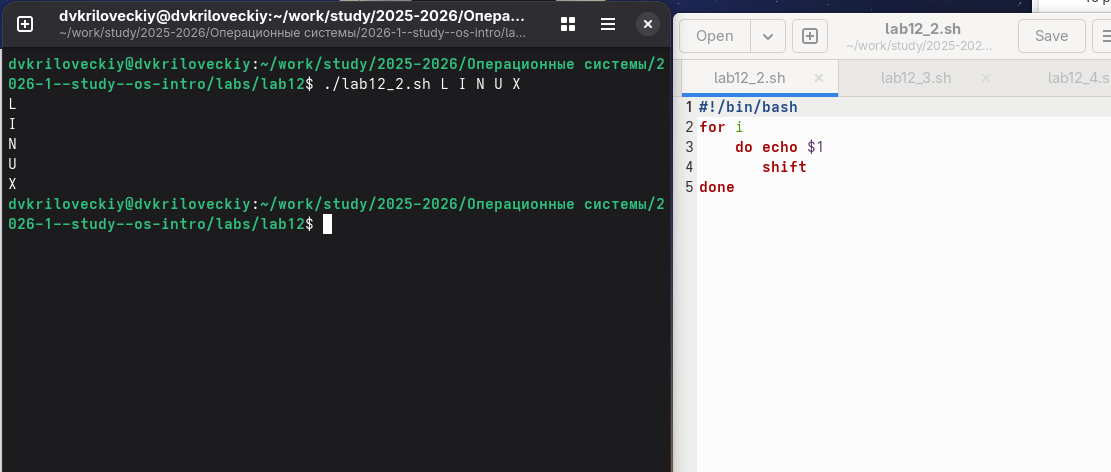 dvkriloveckiy@dvkriloveckiy:~/work/study/2025-2026/Опера...
~/work/study/2025-2026/Операционные системы/2026-1--study--os-intro/la...
dvkriloveckiy@dvkriloveckiy:~/work/study/2025-2026/Операционные системы/2
026-1--study--os-intro/labs/lab12$ ./lab12_2.sh L I N U X
L
I
N
U
X
dvkriloveckiy@dvkriloveckiy:~/work/study/2025-2026/Операционные системы/2
026-1--study--os-intro/labs/lab12$
Open
lab12_2.sh
~/work/study/2025-202...
Save
lab12_2.sh
lab12_3.sh
lab12_4.s
1 #!/bin/bash
2 for i
3 do echo $1
4 shift
5 done